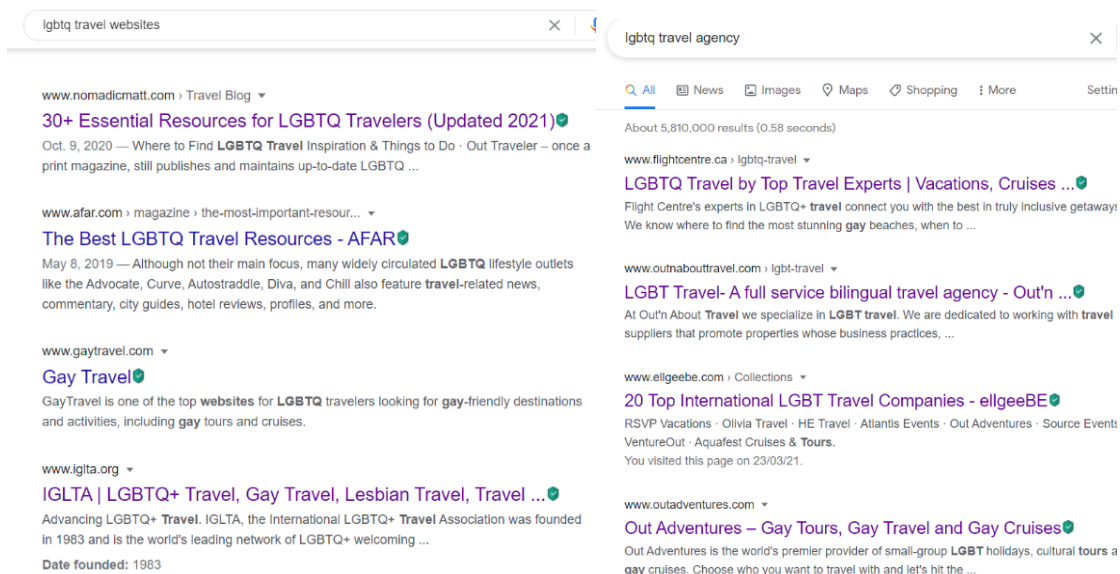 lgbtq travel websites
www.nomadicmatt.com › Travel Blog
30+ Essential Resources for LGBTQ Travelers (Updated 2021)
Oct. 9, 2020 — Where to Find LGBTQ Travel Inspiration & Things to Do · Out Traveler – once a
print magazine, still publishes and maintains up-to-date LGBTQ ...
www.afar.com › magazine › the-most-important-resour...
The Best LGBTQ Travel Resources - AFAR
May 8, 2019 — Although not their main focus, many widely circulated LGBTQ lifestyle outlets
like the Advocate, Curve, Autostraddle, Diva, and Chill also feature travel-related news,
commentary, city guides, hotel reviews, profiles, and more.
www.gaytravel.com
Gay Travel
GayTravel is one of the top websites for LGBTQ travelers looking for gay-friendly destinations
and activities, including gay tours and cruises.
www.iglta.org
IGLTA | LGBTQ+ Travel, Gay Travel, Lesbian Travel, Travel ...
Advancing LGBTQ+ Travel. IGLTA, the International LGBTQ+ Travel Association was founded
in 1983 and is the world's leading network of LGBTQ+ welcoming ...
Date founded: 1983
lgbtq travel agency
All News Images Maps Shopping More Settin
About 5,810,000 results (0.58 seconds)
www.flightcentre.ca › lgbtq-travel
LGBTQ Travel by Top Travel Experts | Vacations, Cruises ...
Flight Centre's experts in LGBTQ+ travel connect you with the best in truly inclusive getaways
We know where to find the most stunning gay beaches, when to ...
www.outnabouttravel.com › lgbt-travel
LGBT Travel- A full service bilingual travel agency - Out'n ...
At Out'n About Travel we specialize in LGBT travel. We are dedicated to working with travel
suppliers that promote properties whose business practices, ...
www.ellgeebe.com › Collections
20 Top International LGBT Travel Companies - ellgeeBE
RSVP Vacations · Olivia Travel · HE Travel · Atlantis Events · Out Adventures · Source Events
VentureOut · Aquafest Cruises & Tours.
You visited this page on 23/03/21.
www.outadventures.com
Out Adventures – Gay Tours, Gay Travel and Gay Cruises
Out Adventures is the world's premier provider of small-group LGBT holidays, cultural tours a
gay cruises. Choose who you want to travel with and let's hit the ...